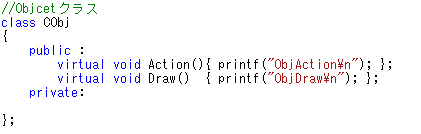 //Objcetクラス
class CObj
{
    public :
        virtual void Action(){ printf("ObjAction¥n"); };
        virtual void Draw()  { printf("ObjDraw¥n"); };
    private:

};